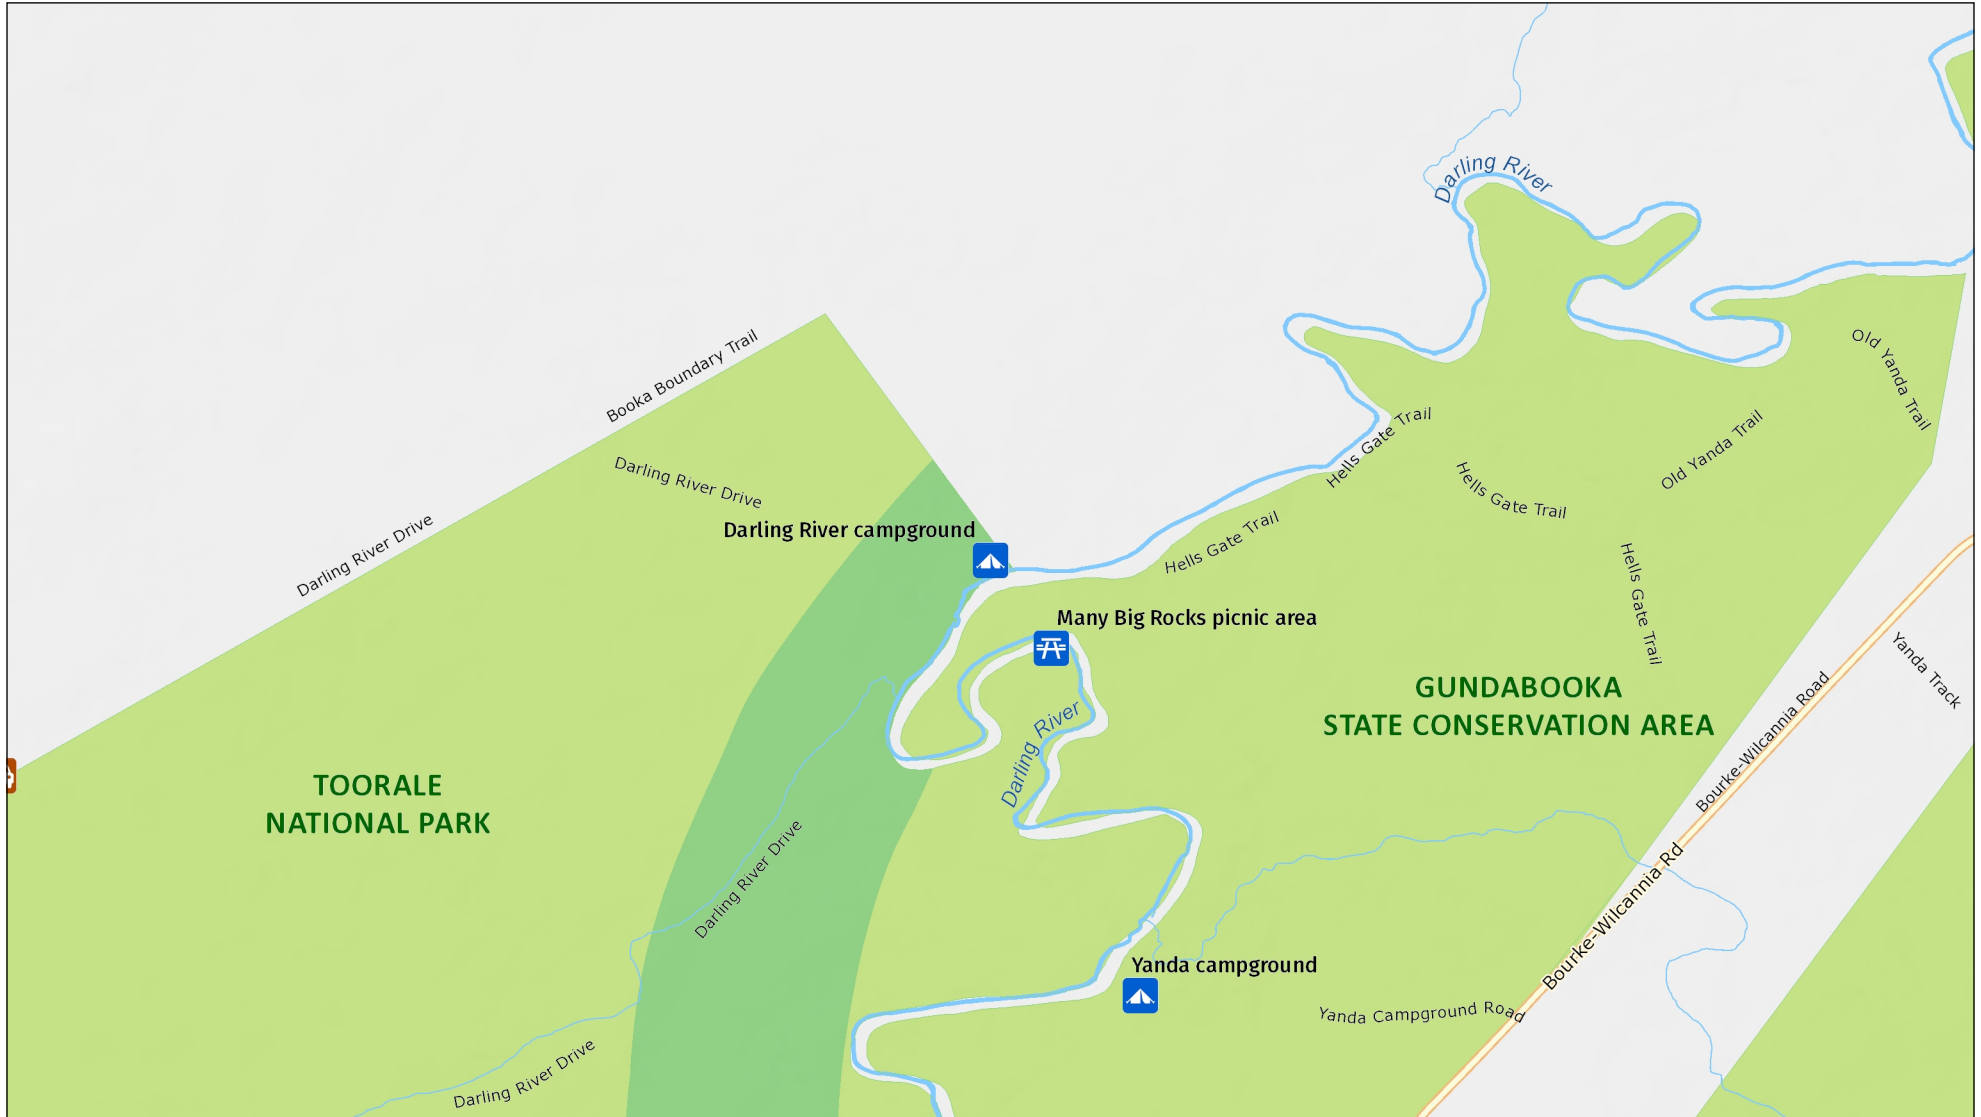 Darling River
Booka Boundary Trail
Old Yanda Trail
Hells Gate Trail
Old Yanda Trail
Darling River Drive
Hells Gate Trail
Darling River Drive
Darling River campground
Hells Gate Trail
Hells Gate Trail
Many Big Rocks picnic area
Yanda Track
GUNDABOOKA
STATE CONSERVATION AREA
Darling River
Bourke-Wilcannia Road
TOORALE
NATIONAL PARK
Darling River Drive
Bourke-Wilcannia Rd
Yanda campground
Yanda Campground Road
Darling River Drive